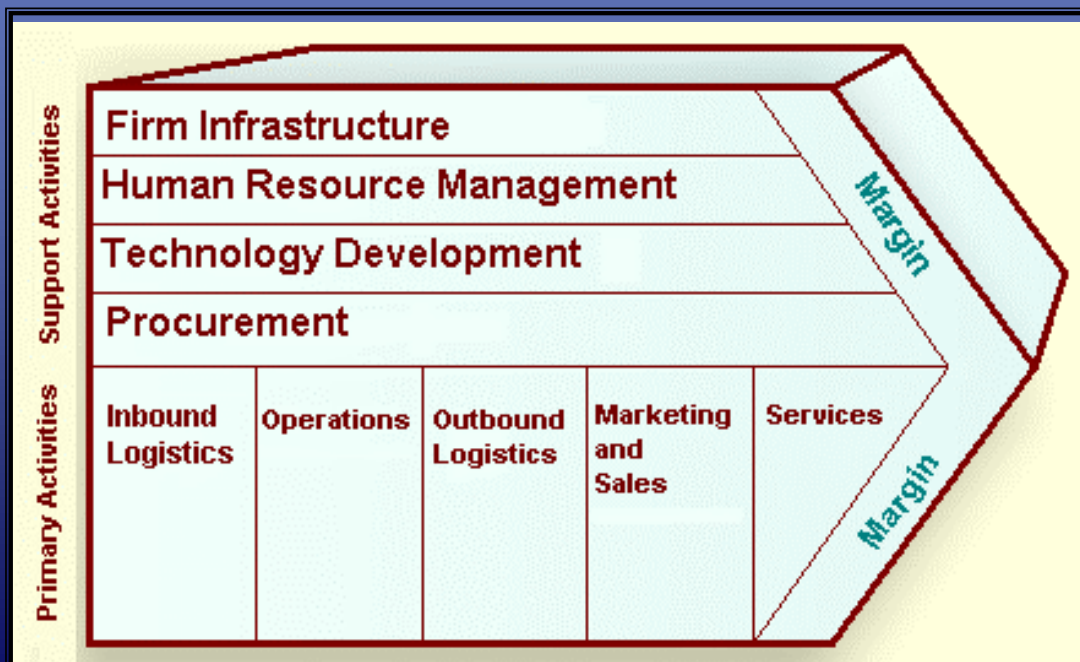 Support Activities
Firm Infrastructure
Human Resource Management
Technology Development
Procurement
Margin
Primary Activities
Inbound
Logistics
Operations
Outbound
Logistics
Marketing
and
Sales
Services
Margin